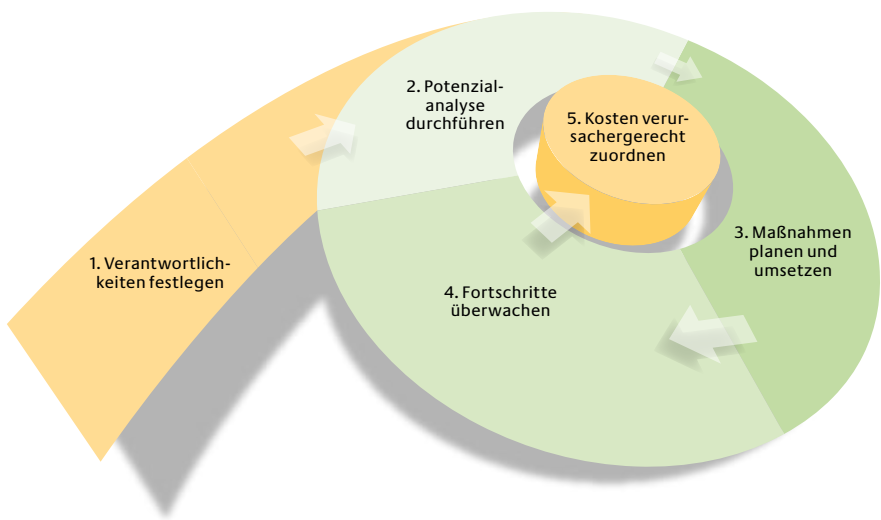 1. Verantwortlich-
keiten festlegen
2. Potenzial-
analyse
durchführen
3. Maßnahmen
planen und
umsetzen
4. Fortschritte
überwachen
5. Kosten verur-
sachergerecht
zuordnen